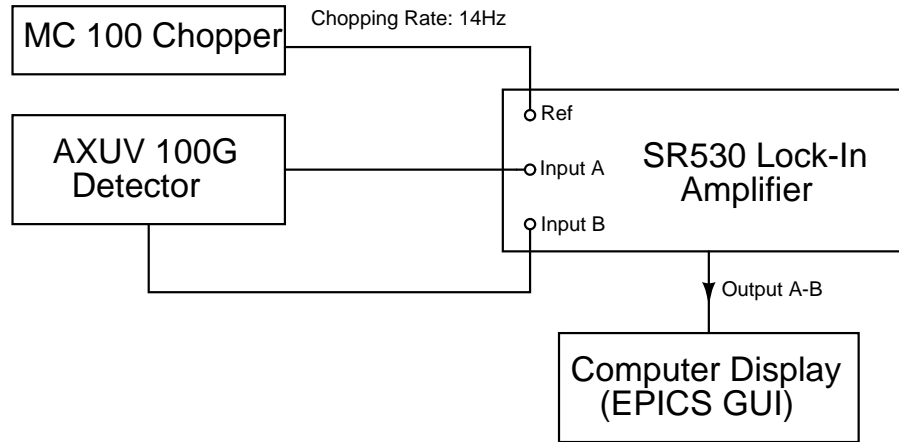 MC 100 Chopper
Chopping Rate: 14Hz
AXUV 100G
Detector
Ref
Input A
Input B
SR530 Lock-In
Amplifier
Output A-B
Computer Display
(EPICS GUI)